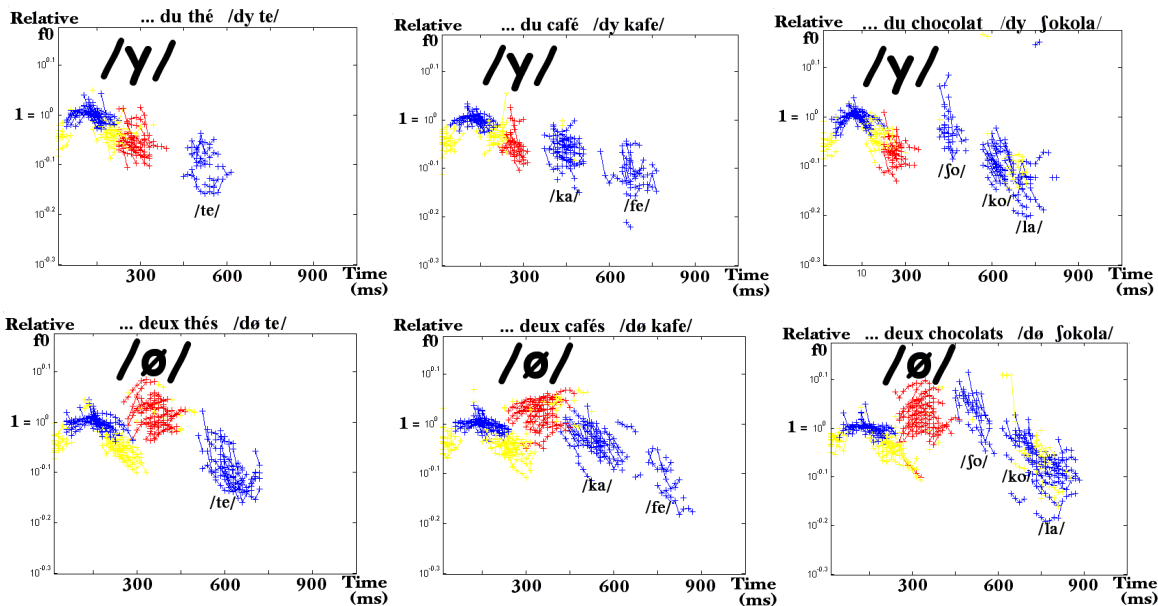 Relative f0
... du thé /dy te/
/y/
10^0.1
1 = 10^0
10^-0.1
10^-0.2
10^-0.3
/te/
300 600 900 Time (ms)
... du café /dy kafe/
/y/
10^0.1
1 = 10^0
10^-0.1
10^-0.2
10^-0.3
/ka/
/fe/
300 600 900 Time (ms)
Relative f0
... du chocolat /dy ʃokola/
/y/
10^0.1
1 = 10^0
10^-0.1
10^-0.2
10^-0.3
/ʃo/
/ko/
/la/
10 300 600 900 Time (ms)
Relative f0
... deux thés /dø te/
/ø/
10^0.1
1 = 10^0
10^-0.1
10^-0.2
10^-0.3
/te/
300 600 900 Time (ms)
Relative f0
... deux cafés /dø kafe/
/ø/
10^0.1
1 = 10^0
10^-0.1
10^-0.2
10^-0.3
/ka/
/fe/
300 600 900 Time (ms)
Relative f0
... deux chocolats /dø ʃokola/
/ø/
10^0.1
1 = 10^0
10^-0.1
10^-0.2
10^-0.3
/ʃo/
/ko/
/la/
300 600 900 Time (ms)